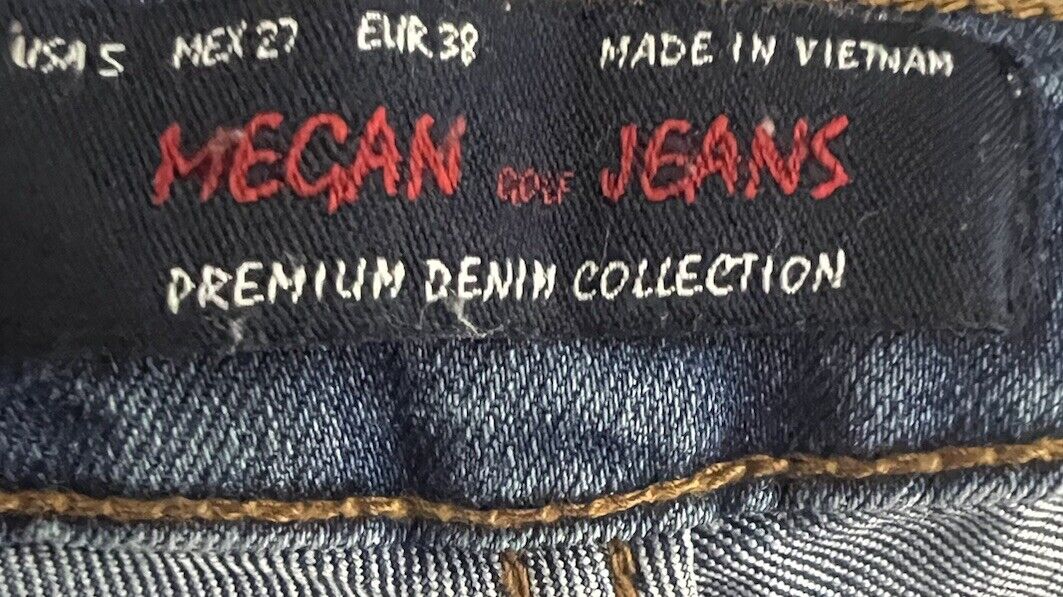 USA 5 MEX 27 EUR 38 MADE IN VIETNAM
MEGAN GOLF JEANS
PREMIUM DENIM COLLECTION